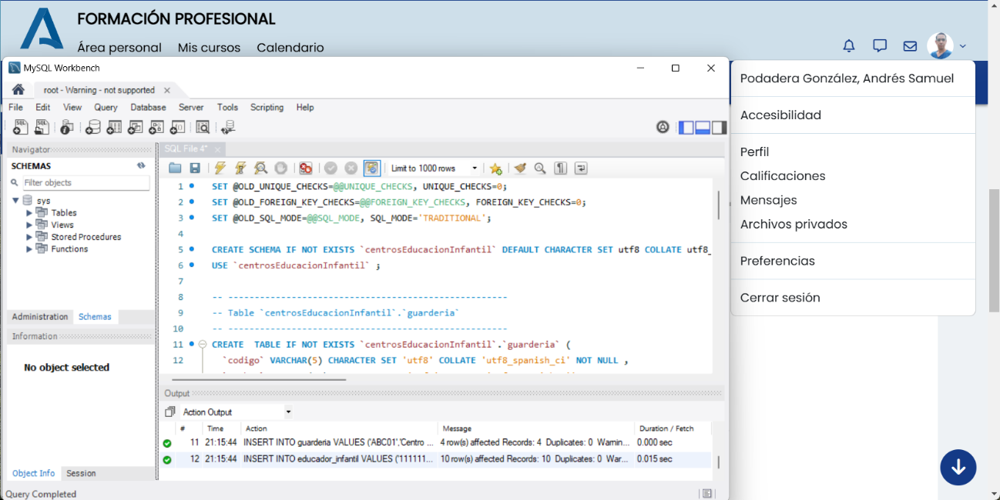 FORMACIÓN PROFESIONAL
Área personal Mis cursos Calendario
MySQL Workbench
root - Warning - not supported
File Edit View Query Database Server Tools Scripting Help
Navigator
SCHEMAS
Filter objects
sys
Tables
Views
Stored Procedures
Functions
Administration Schemas
Information
No object selected
Object Info Session
Query Completed
SQL File 4*
Limit to 1000 rows
1 SET @OLD_UNIQUE_CHECKS=@@UNIQUE_CHECKS, UNIQUE_CHECKS=0;
2 SET @OLD_FOREIGN_KEY_CHECKS=@@FOREIGN_KEY_CHECKS, FOREIGN_KEY_CHECKS=0;
3 SET @OLD_SQL_MODE=@@SQL_MODE, SQL_MODE='TRADITIONAL';
4
5 CREATE SCHEMA IF NOT EXISTS `centrosEducacionInfantil` DEFAULT CHARACTER SET utf8 COLLATE utf8_
6 USE `centrosEducacionInfantil` ;
7
8 -- -----------------------------------------------------
9 -- Table `centrosEducacionInfantil`.`guarderia`
10 -- -----------------------------------------------------
11 CREATE  TABLE IF NOT EXISTS `centrosEducacionInfantil`.`guarderia` (
12 `codigo` VARCHAR(5) CHARACTER SET 'utf8' COLLATE 'utf8_spanish_ci' NOT NULL ,
Output
Action Output
# Time Action Message Duration / Fetch
11 21:15:44 INSERT INTO guarderia VALUES ('ABC01','Centro ... 4 row(s) affected Records: 4 Duplicates: 0 Warnin... 0.000 sec
12 21:15:44 INSERT INTO educador_infantil VALUES ('111111... 10 row(s) affected Records: 10 Duplicates: 0 War... 0.015 sec
Podadera González, Andrés Samuel
Accesibilidad
Perfil
Calificaciones
Mensajes
Archivos privados
Preferencias
Cerrar sesión